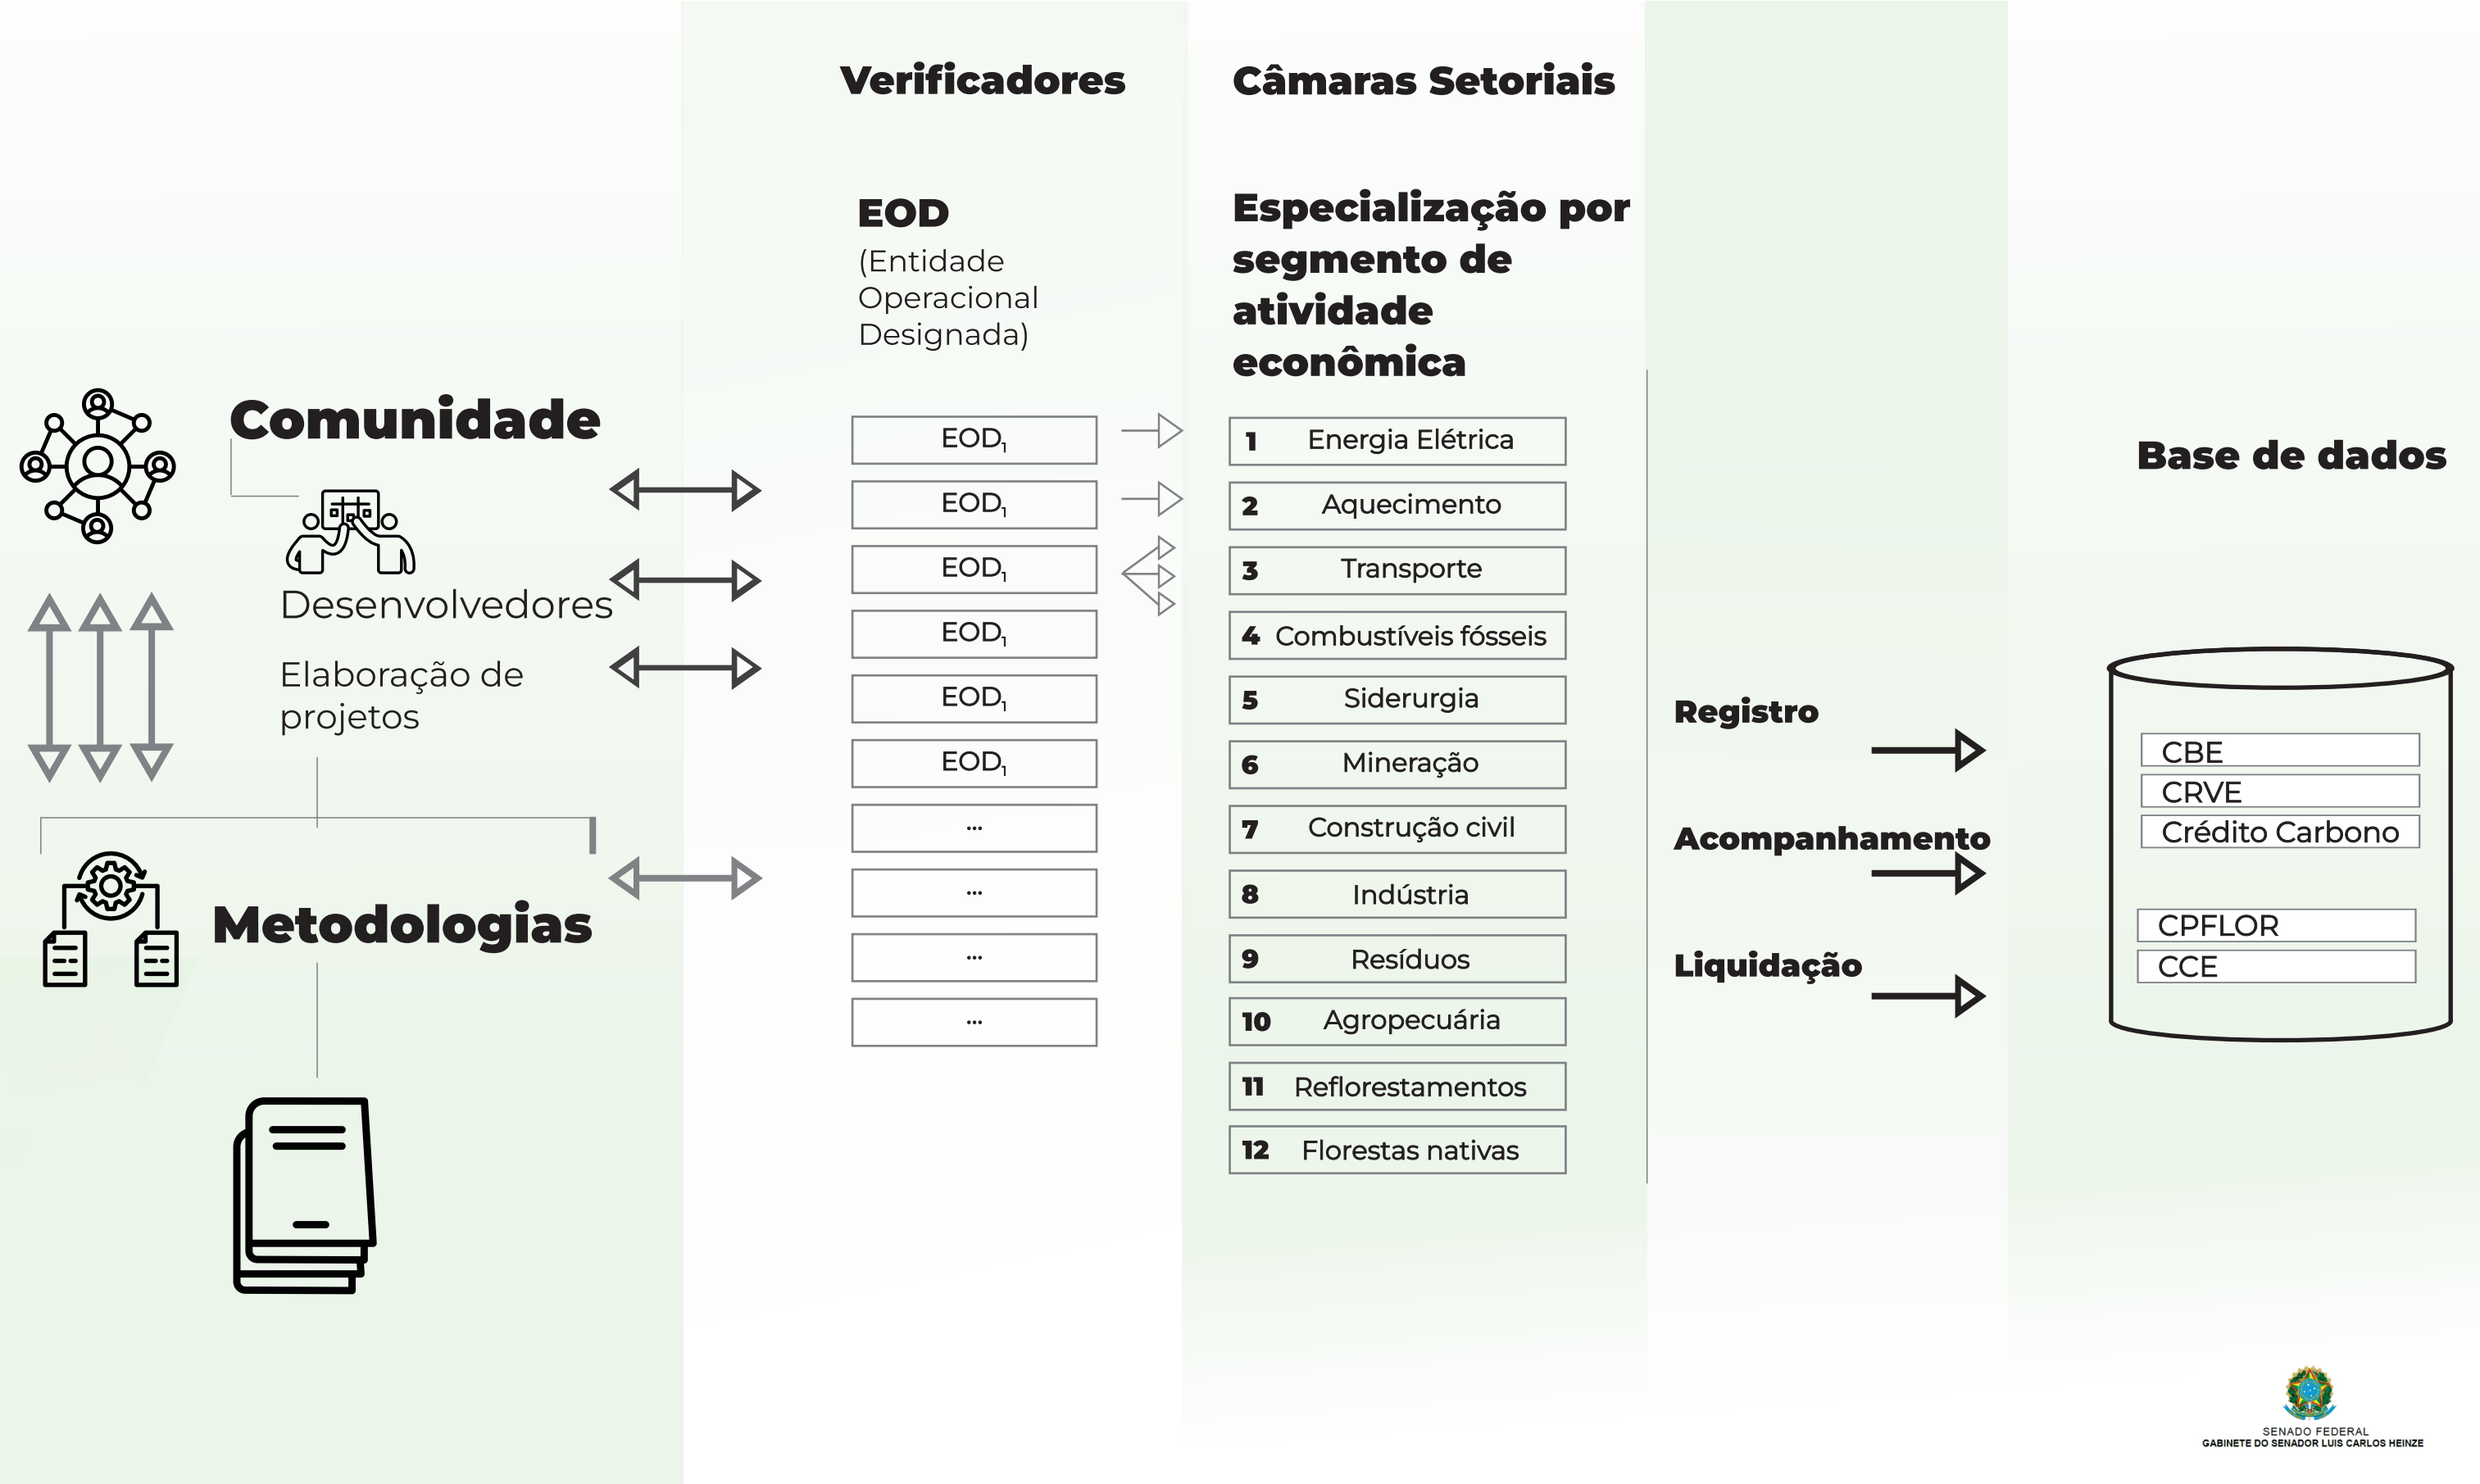 Comunidade
Desenvolvedores
Elaboração de
projetos
Metodologias
Verificadores
EOD
(Entidade
Operacional
Designada)
EOD1
EOD1
EOD1
EOD1
EOD1
EOD1
...
...
...
...
Câmaras Setoriais
Especialização por
segmento de
atividade
econômica
1 Energia Elétrica
2 Aquecimento
3 Transporte
4 Combustíveis fósseis
5 Siderurgia
6 Mineração
7 Construção civil
8 Indústria
9 Resíduos
10 Agropecuária
11 Reflorestamentos
12 Florestas nativas
Registro
Acompanhamento
Liquidação
Base de dados
CBE
CRVE
Crédito Carbono
CPFLOR
CCE
SENADO FEDERAL
GABINETE DO SENADOR LUIS CARLOS HEINZE